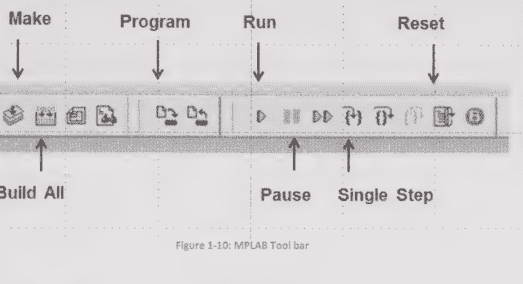 Make Program Run Reset
Build All Pause Single Step
Figure 1-10: MPLAB Tool bar